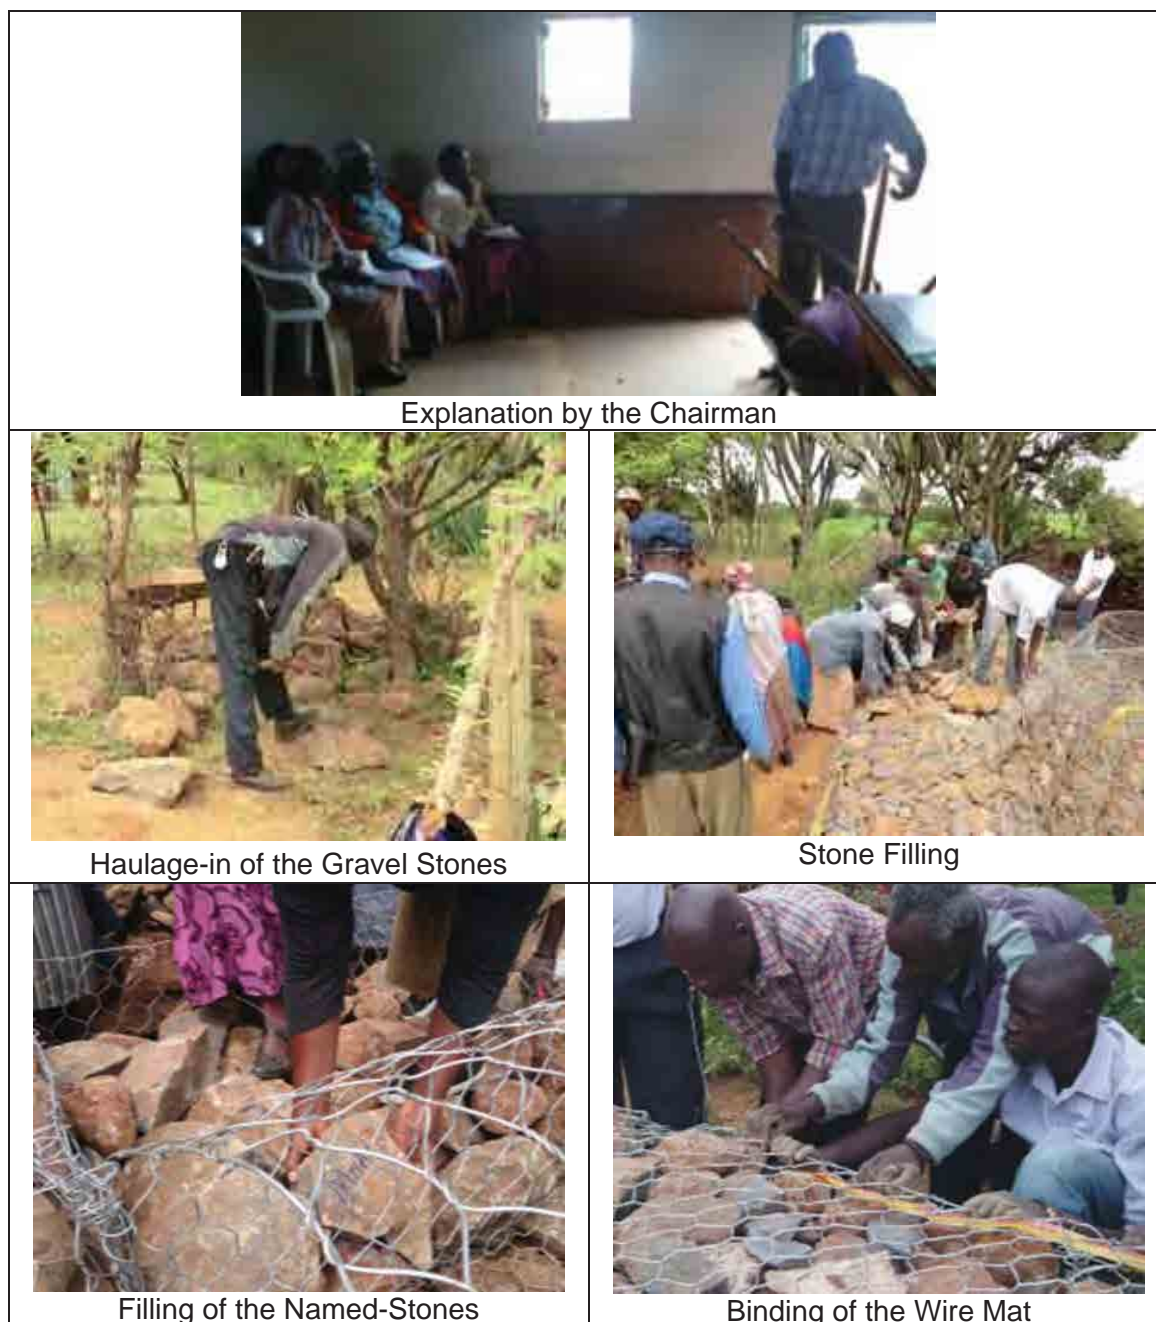 Explanation by the Chairman
Haulage-in of the Gravel Stones
Stone Filling
Filling of the Named-Stones
Binding of the Wire Mat